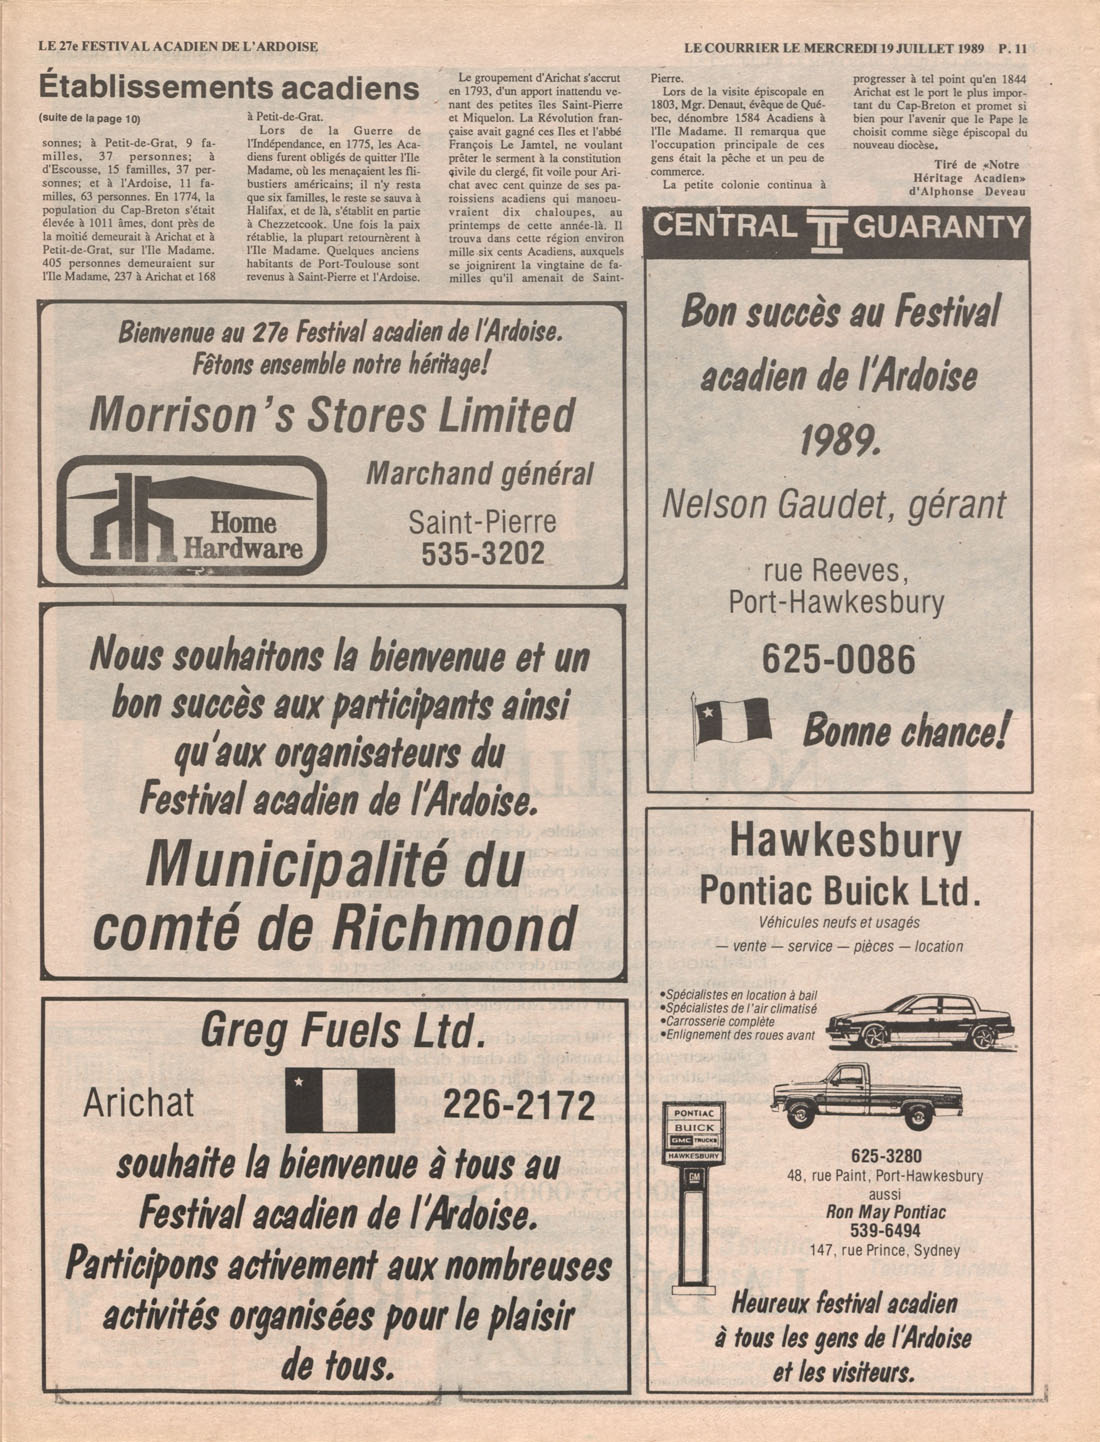 LE 27e FESTIVAL ACADIEN DE L'ARDOISE
LE COURRIER LE MERCREDI 19 JUILLET 1989 P. 11
Établissements acadiens
(suite de la page 10)
sonnes; à Petit-de-Grat, 9 fa-
milles, 37 personnes; à
d'Escousse, 15 familles, 37 per-
sonnes; et à l'Ardoise, 11 fa-
milles, 63 personnes. En 1774, la
population du Cap-Breton s'était
élevée à 1011 âmes, dont près de
la moitié demeurait à Arichat et à
Petit-de-Grat, sur l'Ile Madame.
405 personnes demeuraient sur
l'Ile Madame, 237 à Arichat et 168
à Petit-de-Grat.
Lors de la Guerre de
l'Indépendance, en 1775, les Aca-
diens furent obligés de quitter l'Ile
Madame, où les menaçaient les fli-
bustiers américains; il n'y resta
que six familles, le reste se sauva à
Halifax, et de là, s'établit en partie
à Chezzetcook. Une fois la paix
rétablie, la plupart retournèrent à
l'Ile Madame. Quelques anciens
habitants de Port-Toulouse sont
revenus à Saint-Pierre et l'Ardoise.
Le groupement d'Arichat s'accrut
en 1793, d'un apport inattendu ve-
nant des petites îles Saint-Pierre
et Miquelon. La Révolution fran-
çaise avait gagné ces Iles et l'abbé
François Le Jamtel, ne voulant
prêter le serment à la constitution
çivile du clergé, fit voile pour Ari-
chat avec cent quinze de ses pa-
roissiens acadiens qui manoeu-
vraient dix chaloupes, au
printemps de cette année-là. Il
trouva dans cette région environ
mille six cents Acadiens, auxquels
se joignirent la vingtaine de fa-
milles qu'il amenait de Saint-
Pierre.
Lors de la visite épiscopale en
1803, Mgr. Denaut, évêque de Qué-
bec, dénombre 1584 Acadiens à
l'Ile Madame. Il remarqua que
l'occupation principale de ces
gens était la pêche et un peu de
commerce.
La petite colonie continua à
progresser à tel point qu'en 1844
Arichat est le port le plus impor-
tant du Cap-Breton et promet si
bien pour l'avenir que le Pape le
choisit comme siège épiscopal du
nouveau diocèse.
Tiré de «Notre
Héritage Acadien»
d'Alphonse Deveau
Bienvenue au 27e Festival acadien de l'Ardoise.
Fêtons ensemble notre héritage!
Morrison's Stores Limited
Home
Hardware
Marchand général
Saint-Pierre
535-3202
Nous souhaitons la bienvenue et un
bon succès aux participants ainsi
qu'aux organisateurs du
Festival acadien de l'Ardoise.
Municipalité du
comté de Richmond
Greg Fuels Ltd.
Arichat
226-2172
souhaite la bienvenue à tous au
Festival acadien de l'Ardoise.
Participons activement aux nombreuses
activités organisées pour le plaisir
de tous.
CENTRAL GUARANTY
Bon succès au Festival
acadien de l'Ardoise
1989.
Nelson Gaudet, gérant
rue Reeves,
Port-Hawkesbury
625-0086
Bonne chance!
Hawkesbury
Pontiac Buick Ltd.
Véhicules neufs et usagés
— vente — service — pièces — location
•Spécialistes en location à bail
•Spécialistes de l'air climatisé
•Carrosserie complète
•Enlignement des roues avant
PONTIAC
BUICK
GMC TRUCKS
HAWKESBURY
GM
625-3280
48, rue Paint, Port-Hawkesbury
aussi
Ron May Pontiac
539-6494
147, rue Prince, Sydney
Heureux festival acadien
à tous les gens de l'Ardoise
et les visiteurs.